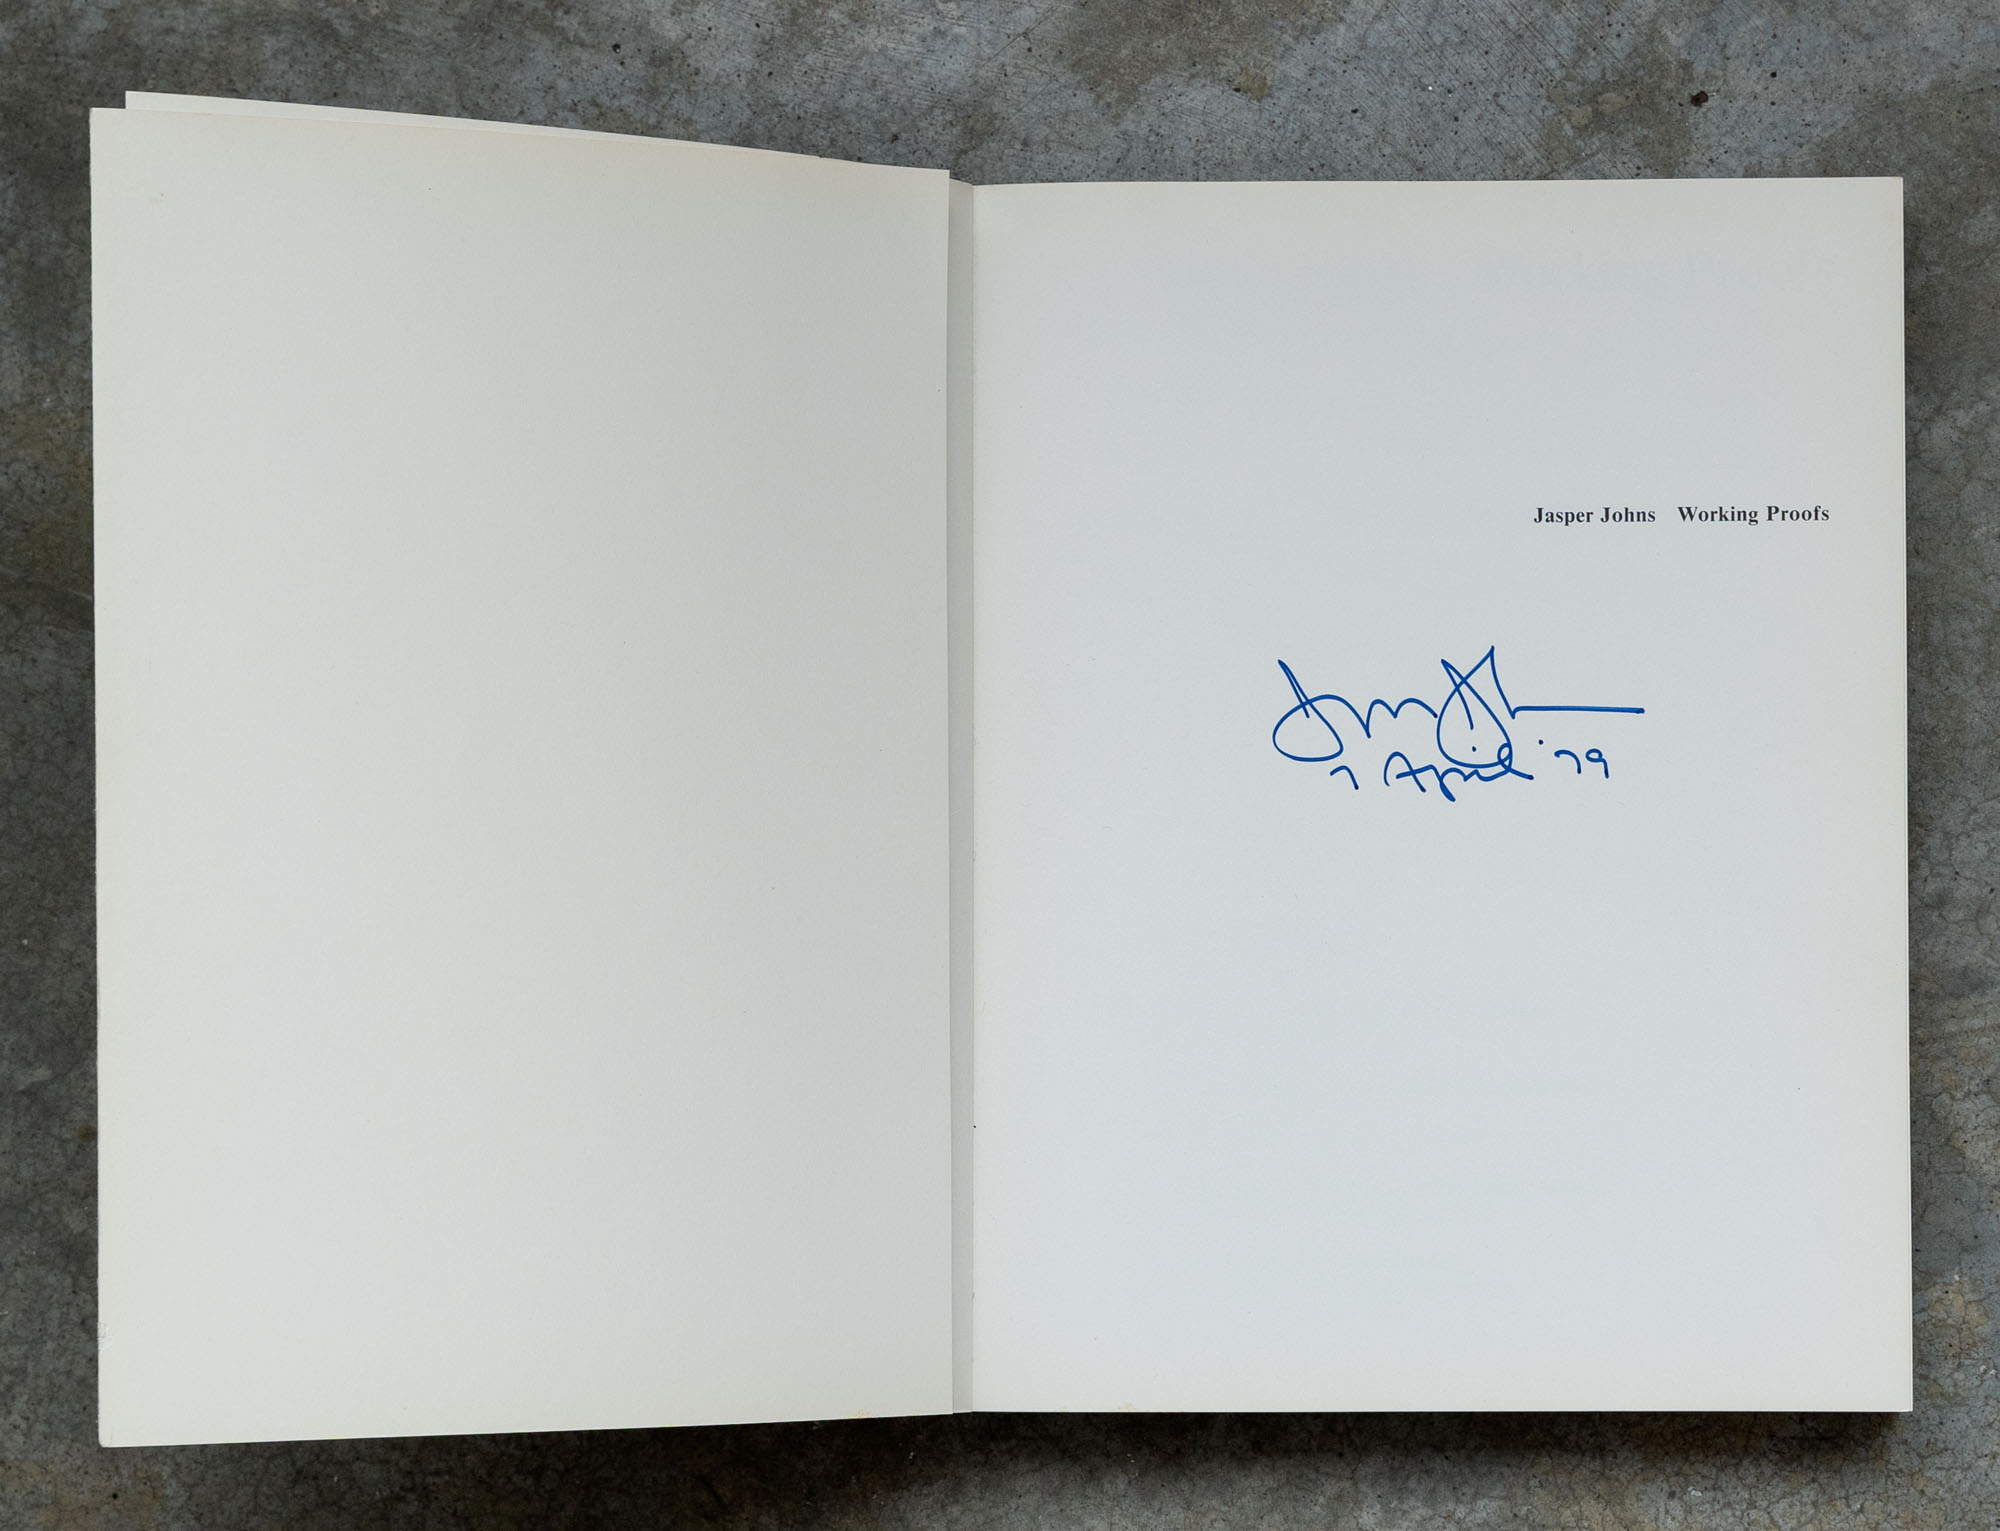 Jasper Johns Working Proofs
7 April '79